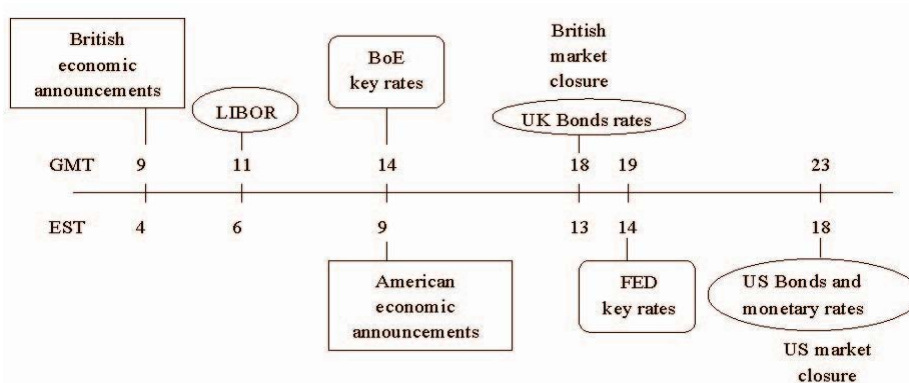 British
economic
announcements
LIBOR
BoE
key rates
British
market
closure
UK Bonds rates
GMT 9 11 14 18 19 23
EST 4 6 9 13 14 18
American
economic
announcements
FED
key rates
US Bonds and
monetary rates
US market
closure